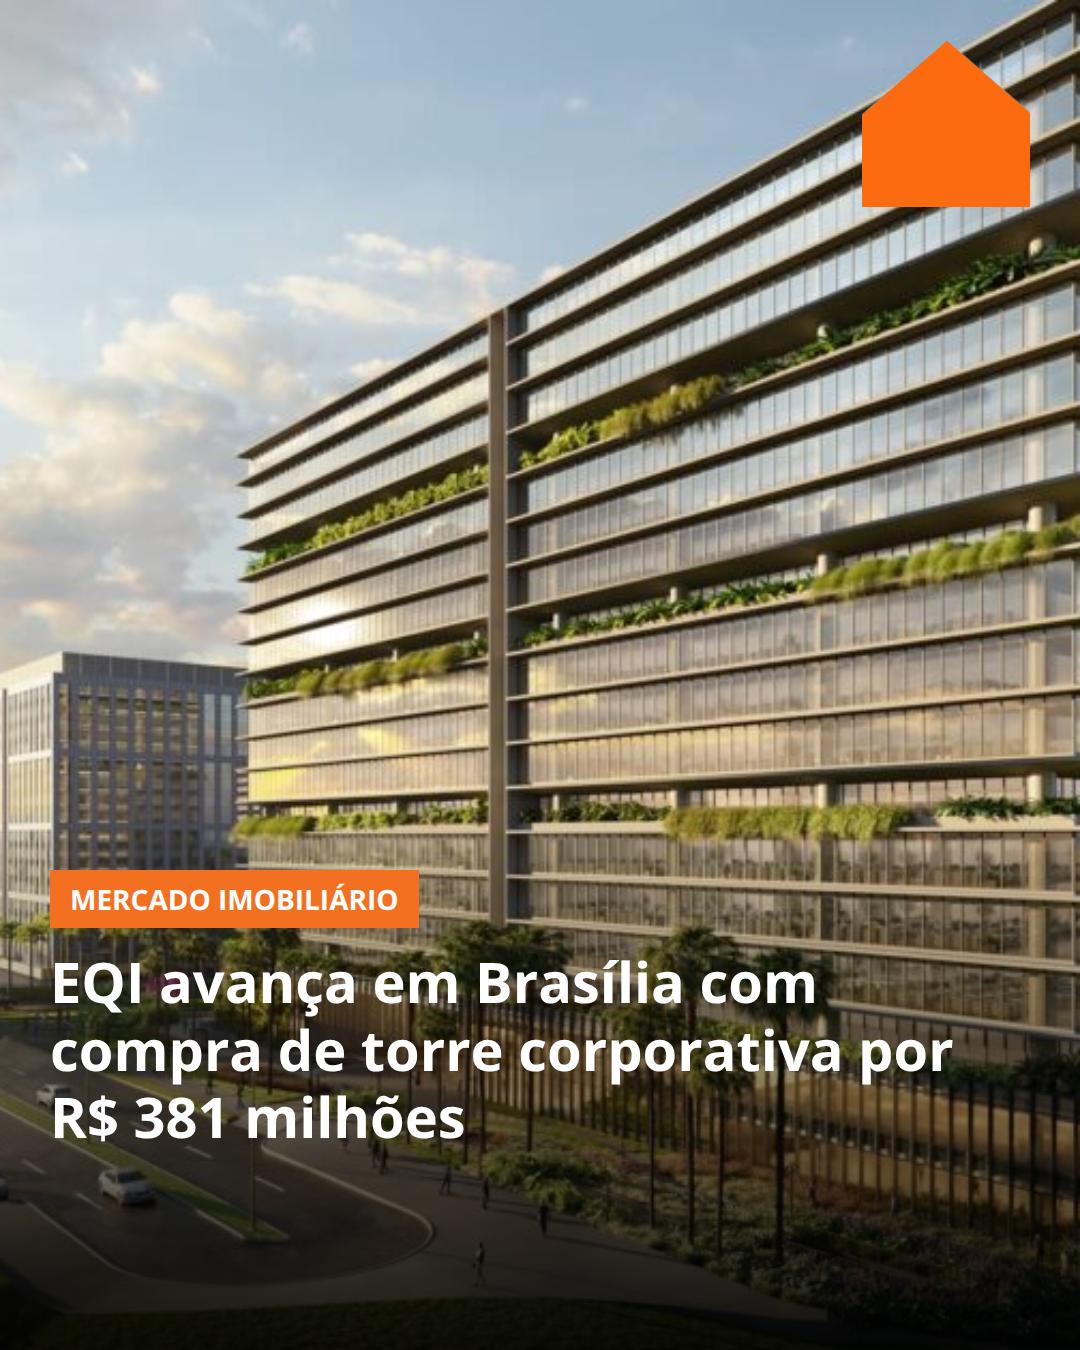 MERCADO IMOBILIÁRIO
EQI avança em Brasília com
compra de torre corporativa por
R$ 381 milhões